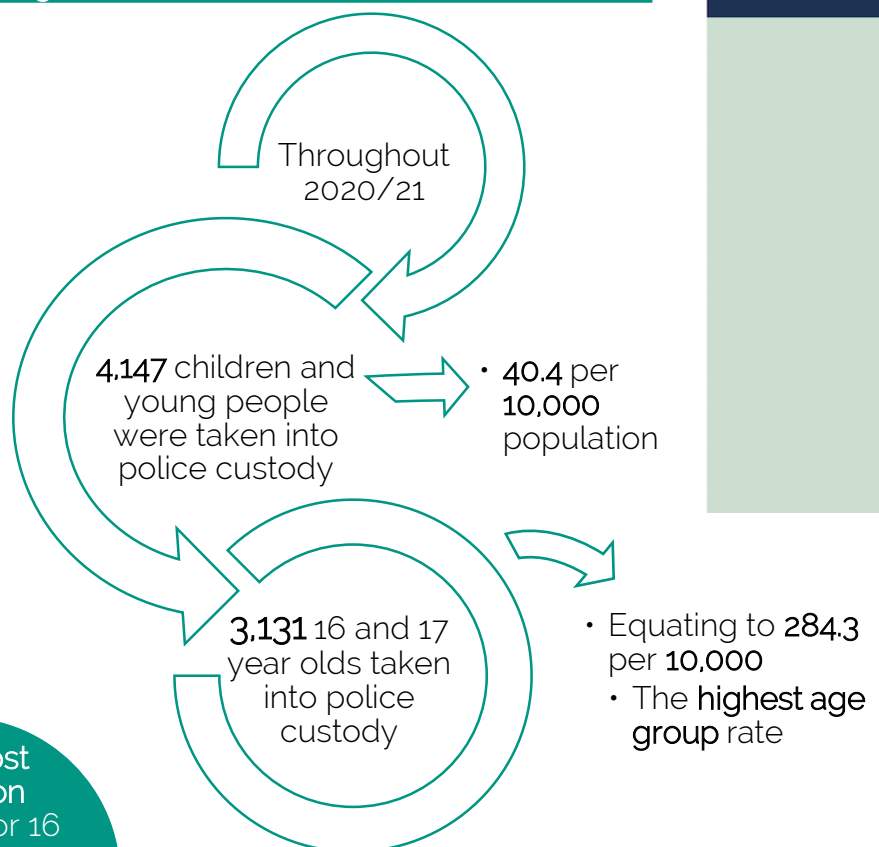 Throughout
2020/21
4,147 children and
young people
were taken into
police custody
• 40.4 per
10,000
population
3,131 16 and 17
year olds taken
into police
custody
• Equating to 284.3
per 10,000
• The highest age
group rate
or 16